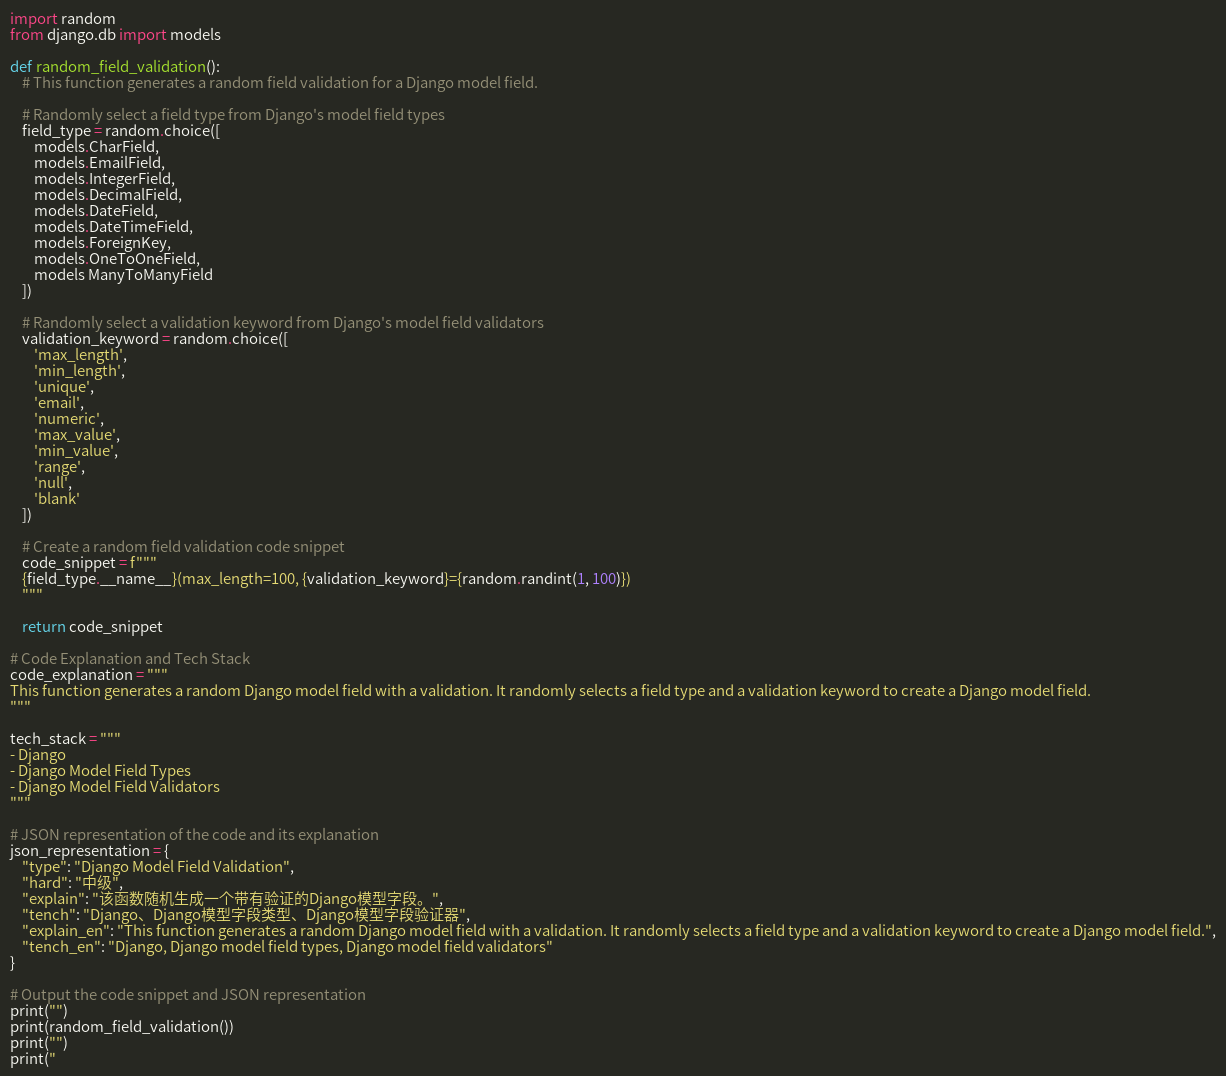 import random
from django.db import models

def random_field_validation():
    # This function generates a random field validation for a Django model field.

    # Randomly select a field type from Django's model field types
    field_type = random.choice([
        models.CharField,
        models.EmailField,
        models.IntegerField,
        models.DecimalField,
        models.DateField,
        models.DateTimeField,
        models.ForeignKey,
        models.OneToOneField,
        models ManyToManyField
    ])

    # Randomly select a validation keyword from Django's model field validators
    validation_keyword = random.choice([
        'max_length',
        'min_length',
        'unique',
        'email',
        'numeric',
        'max_value',
        'min_value',
        'range',
        'null',
        'blank'
    ])

    # Create a random field validation code snippet
    code_snippet = f"""
    {field_type.__name__}(max_length=100, {validation_keyword}={random.randint(1, 100)})
    """

    return code_snippet

# Code Explanation and Tech Stack
code_explanation = """
This function generates a random Django model field with a validation. It randomly selects a field type and a validation keyword to create a Django model field.
"""

tech_stack = """
- Django
- Django Model Field Types
- Django Model Field Validators
"""

# JSON representation of the code and its explanation
json_representation = {
    "type": "Django Model Field Validation",
    "hard": "中级",
    "explain": "该函数随机生成一个带有验证的Django模型字段。",
    "tench": "Django、Django模型字段类型、Django模型字段验证器",
    "explain_en": "This function generates a random Django model field with a validation. It randomly selects a field type and a validation keyword to create a Django model field.",
    "tench_en": "Django, Django model field types, Django model field validators"
}

# Output the code snippet and JSON representation
print("")
print(random_field_validation())
print("")
print("